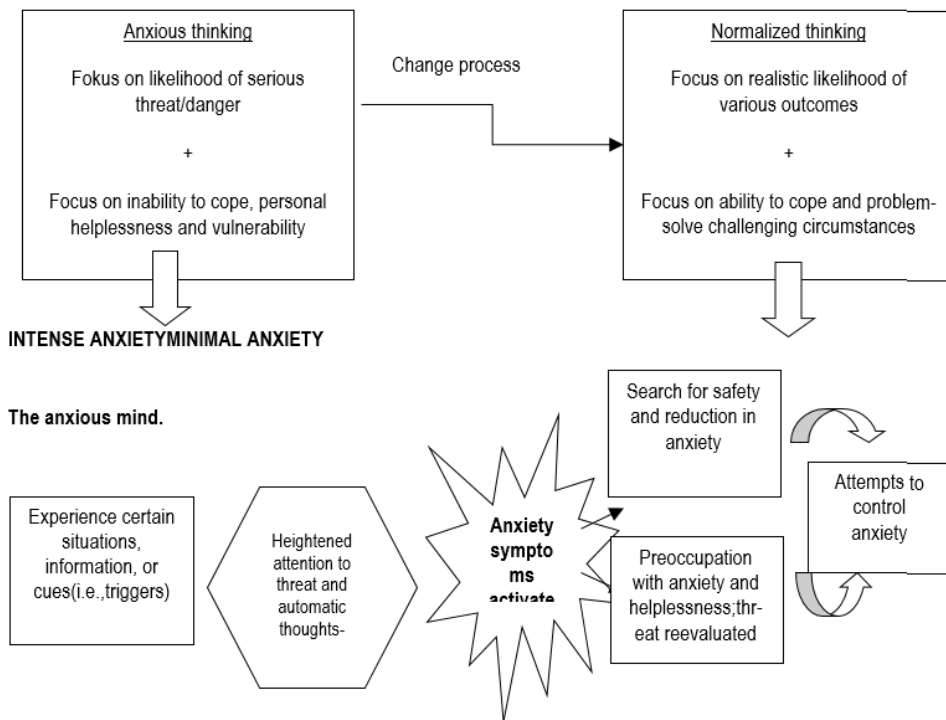 Anxious thinking
Fokus on likelihood of serious
threat/danger
+
Focus on inability to cope, personal
helplessness and vulnerability
Change process
Normalized thinking
Focus on realistic likelihood of
various outcomes
+
Focus on ability to cope and problem-
solve challenging circumstances
INTENSE ANXIETYMINIMAL ANXIETY
The anxious mind.
Experience certain
situations,
information, or
cues(i.e.,triggers)
Heightened
attention to
threat and
automatic
thoughts-
Anxiety
sympto
ms
activate
Search for safety
and reduction in
anxiety
Preoccupation
with anxiety and
helplessness;thr-
eat reevaluated
Attempts to
control
anxiety